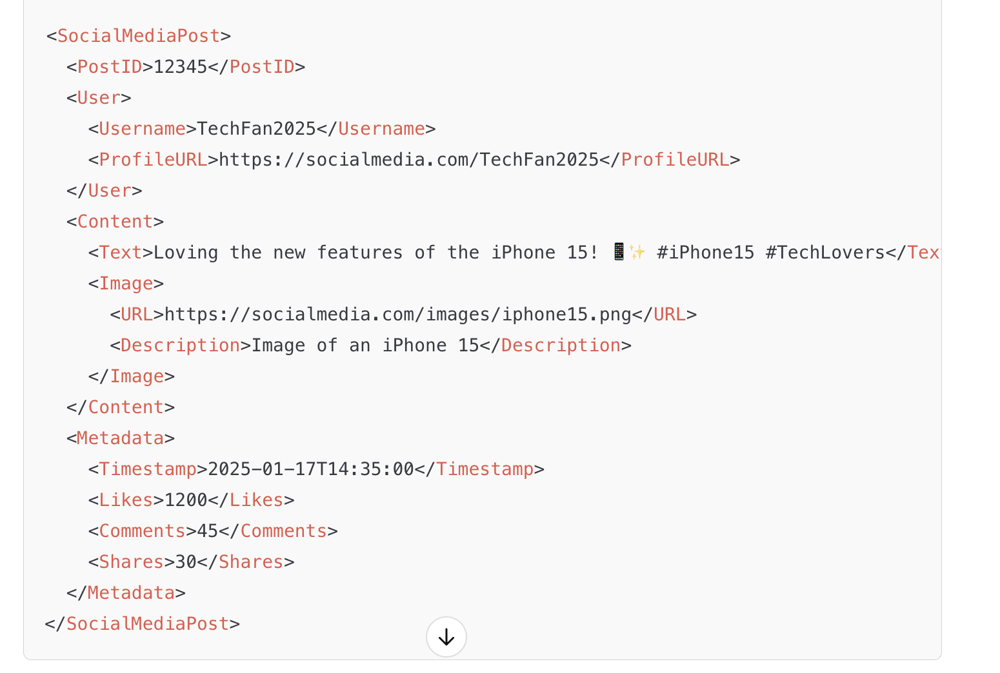 <SocialMediaPost>
<PostID>12345</PostID>
<User>
<Username>TechFan2025</Username>
<ProfileURL>https://socialmedia.com/TechFan2025</ProfileURL>
</User>
<Content>
<Text>Loving the new features of the iPhone 15! 📱✨ #iPhone15 #TechLovers</Tex
<Image>
<URL>https://socialmedia.com/images/iphone15.png</URL>
<Description>Image of an iPhone 15</Description>
</Image>
</Content>
<Metadata>
<Timestamp>2025-01-17T14:35:00</Timestamp>
<Likes>1200</Likes>
<Comments>45</Comments>
<Shares>30</Shares>
</Metadata>
</SocialMediaPost>